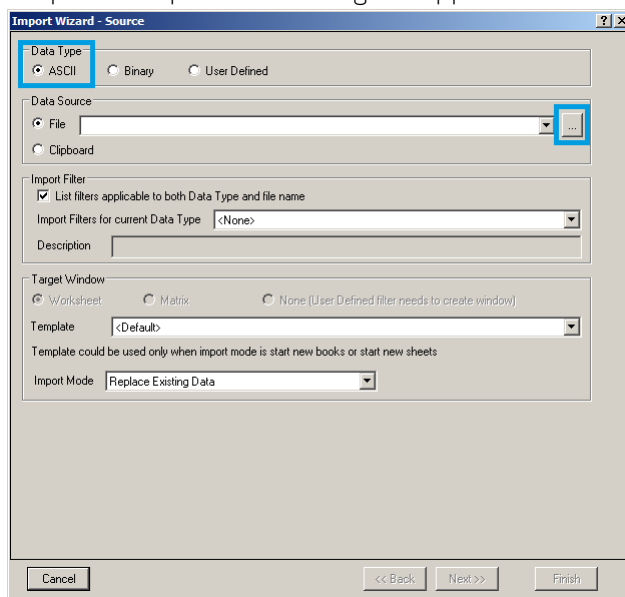 Import Wizard - Source
Data Type
ASCII Binary User Defined
Data Source
File ...
Clipboard
Import Filter
List filters applicable to both Data Type and file name
Import Filters for current Data Type <None>
Description
Target Window
Worksheet Matrix None (User Defined filter needs to create window)
Template <Default>
Template could be used only when import mode is start new books or start new sheets
Import Mode Replace Existing Data
Cancel << Back Next >> Finish